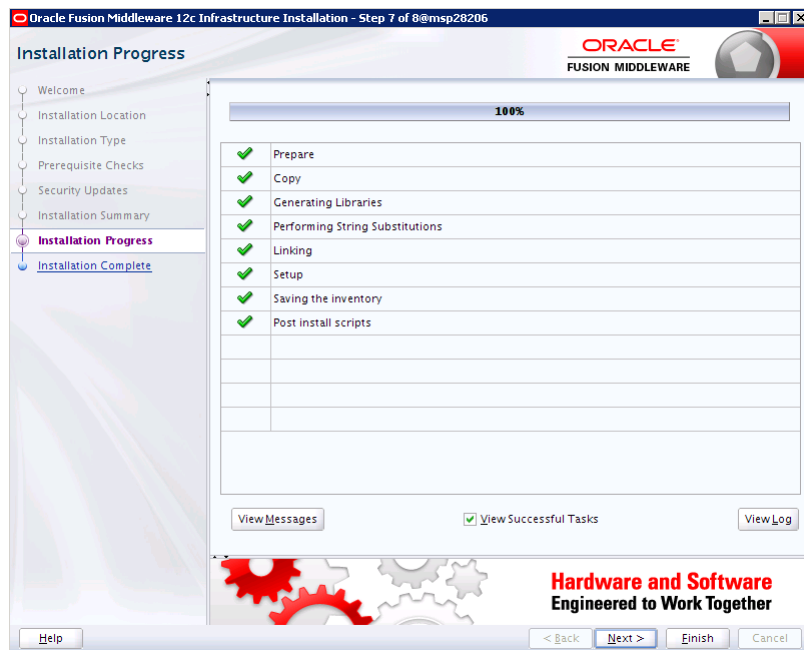 Oracle Fusion Middleware 12c Infrastructure Installation - Step 7 of 8@msp28206
Installation Progress
ORACLE
FUSION MIDDLEWARE
Welcome
Installation Location
Installation Type
Prerequisite Checks
Security Updates
Installation Summary
Installation Progress
Installation Complete
100%
Prepare
Copy
Generating Libraries
Performing String Substitutions
Linking
Setup
Saving the inventory
Post install scripts
View Messages
View Successful Tasks
View Log
Hardware and Software
Engineered to Work Together
Help
< Back
Next >
Finish
Cancel